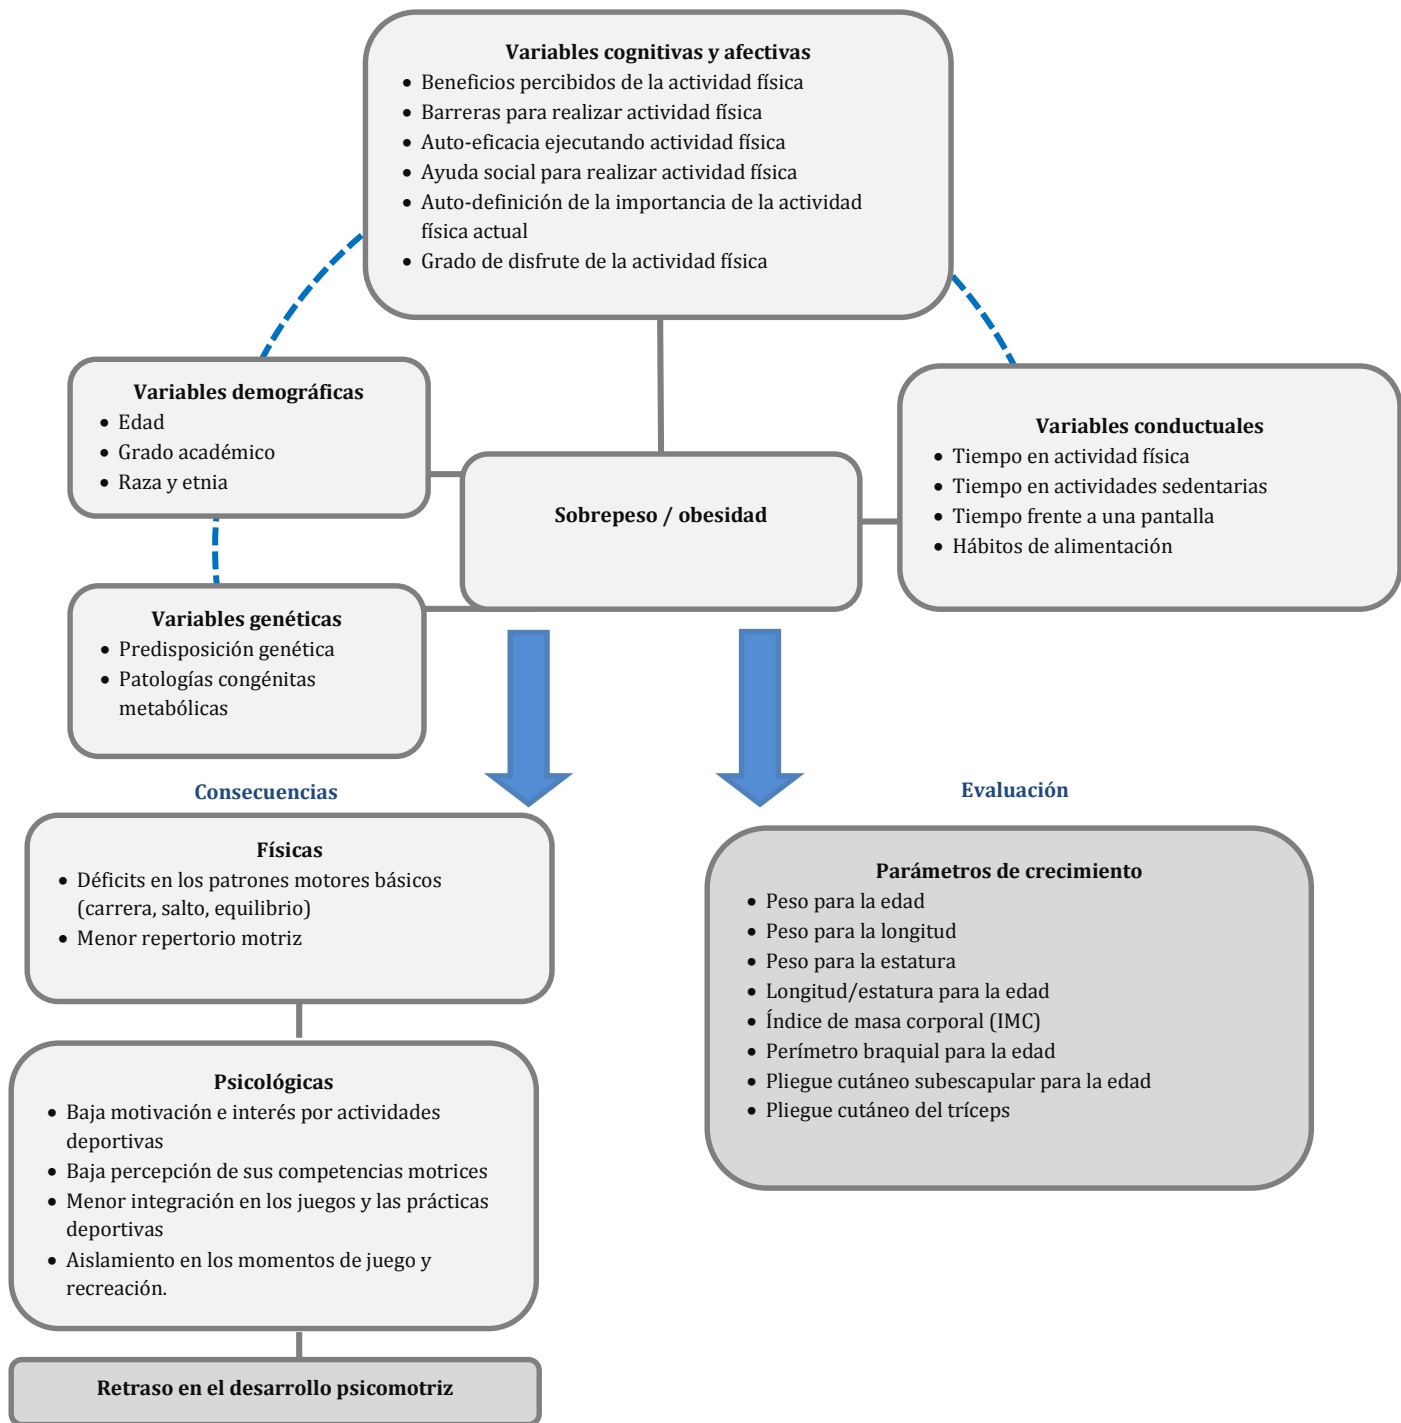 Variables cognitivas y afectivas
• Beneficios percibidos de la actividad física
• Barreras para realizar actividad física
• Auto-eficacia ejecutando actividad física
• Ayuda social para realizar actividad física
• Auto-definición de la importancia de la actividad
física actual
• Grado de disfrute de la actividad física
Variables demográficas
• Edad
• Grado académico
• Raza y etnia
Variables conductuales
• Tiempo en actividad física
• Tiempo en actividades sedentarias
• Tiempo frente a una pantalla
• Hábitos de alimentación
Sobrepeso / obesidad
Variables genéticas
• Predisposición genética
• Patologías congénitas
metabólicas
Consecuencias
Físicas
• Déficits en los patrones motores básicos
(carrera, salto, equilibrio)
• Menor repertorio motriz
Psicológicas
• Baja motivación e interés por actividades
deportivas
• Baja percepción de sus competencias motrices
• Menor integración en los juegos y las prácticas
deportivas
• Aislamiento en los momentos de juego y
recreación.
Retraso en el desarrollo psicomotriz
Evaluación
Parámetros de crecimiento
• Peso para la edad
• Peso para la longitud
• Peso para la estatura
• Longitud/estatura para la edad
• Índice de masa corporal (IMC)
• Perímetro braquial para la edad
• Pliegue cutáneo subescapular para la edad
• Pliegue cutáneo del tríceps